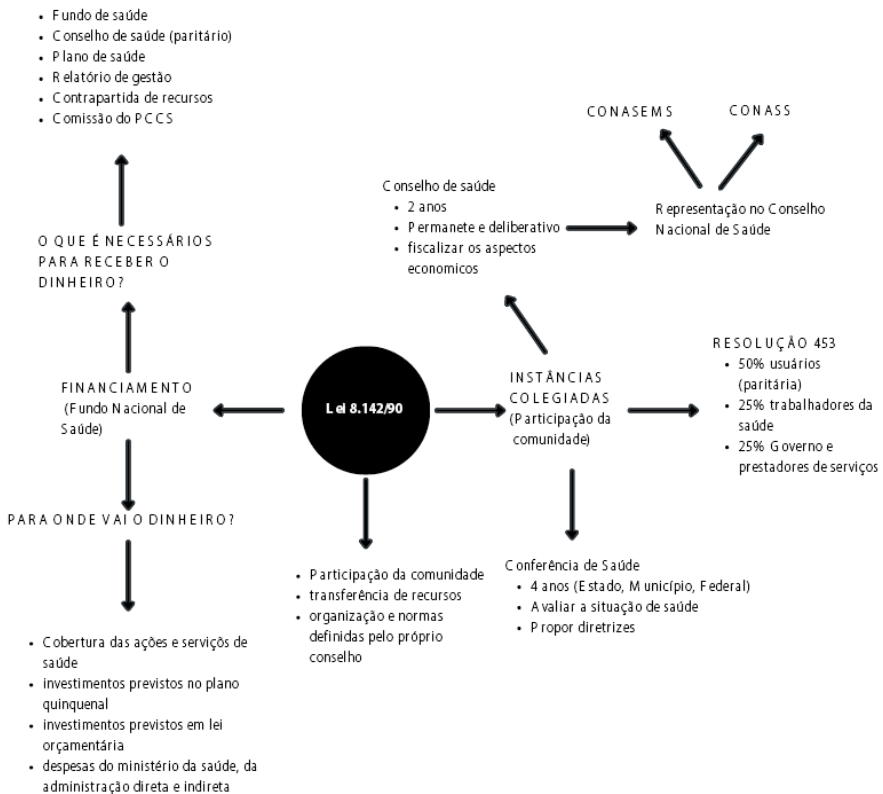 • Fundo de saúde
• Conselho de saúde (paritário)
• Plano de saúde
• Relatório de gestão
• Contrapartida de recursos
• Comissão do PCCS
O QUE É NECESSÁRIOS
PARA RECEBER O
DINHEIRO?
FINANCIAMENTO
(Fundo Nacional de
Saúde)
PARA ONDE VAI O DINHEIRO?
• Cobertura das ações e serviçõs de
saúde
• investimentos previstos no plano
quinquenal
• investimentos previstos em lei
orçamentária
• despesas do ministério da saúde, da
administração direta e indireta
Lei 8.142/90
• Participação da comunidade
• transferência de recursos
• organização e normas
definidas pelo próprio
conselho
CONASEMS
CONASS
Conselho de saúde
• 2 anos
• Permanete e deliberativo
• fiscalizar os aspectos
economicos
Representação no Conselho
Nacional de Saúde
INSTÂNCIAS
COLEGIADAS
(Participação da
comunidade)
RESOLUÇÃO 453
• 50% usuários
(paritária)
• 25% trabalhadores da
saúde
• 25% Governo e
prestadores de serviços
Conferência de Saúde
• 4 anos (Estado, Município, Federal)
• Avaliar a situação de saúde
• Propor diretrizes